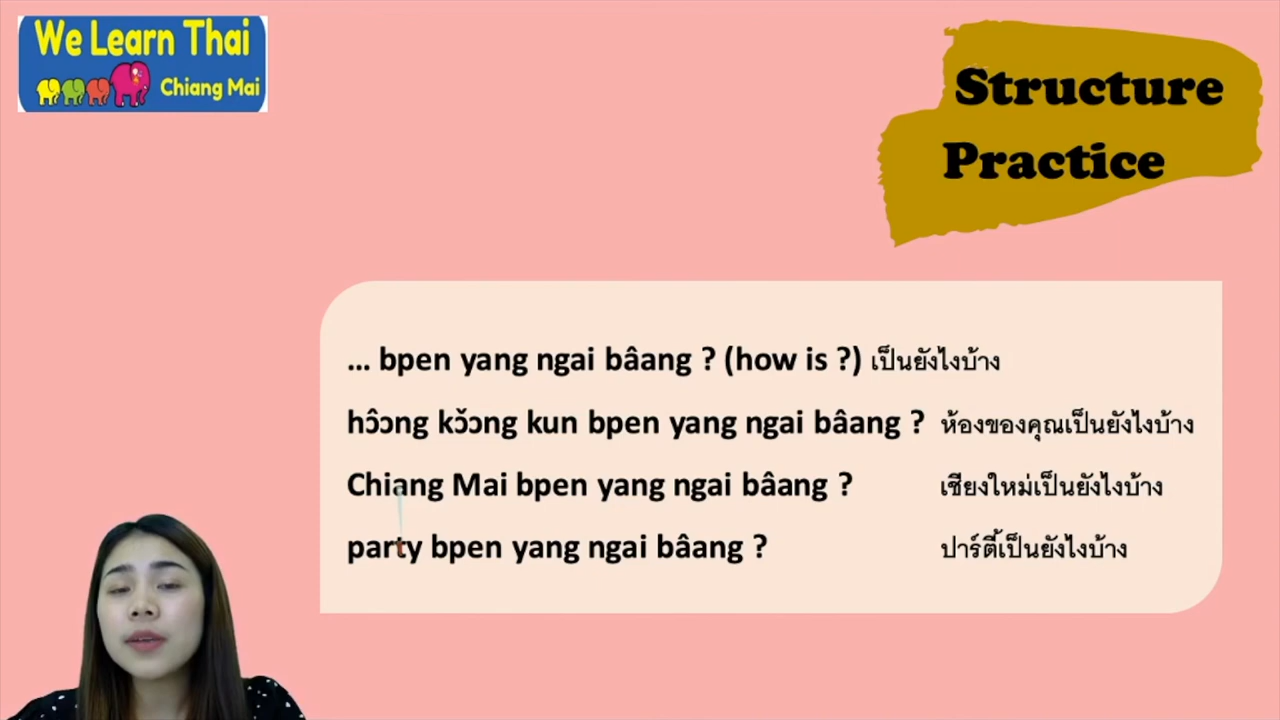 We Learn Thai
Chiang Mai
Structure
Practice
... bpen yang ngai bâang ? (how is ?) เป็นยังไงบ้าง
hɔ̂ɔng kɔ̌ɔng kun bpen yang ngai bâang ? ห้องของคุณเป็นยังไงบ้าง
Chiang Mai bpen yang ngai bâang ? เชียงใหม่เป็นยังไงบ้าง
party bpen yang ngai bâang ? ปาร์ตี้เป็นยังไงบ้าง